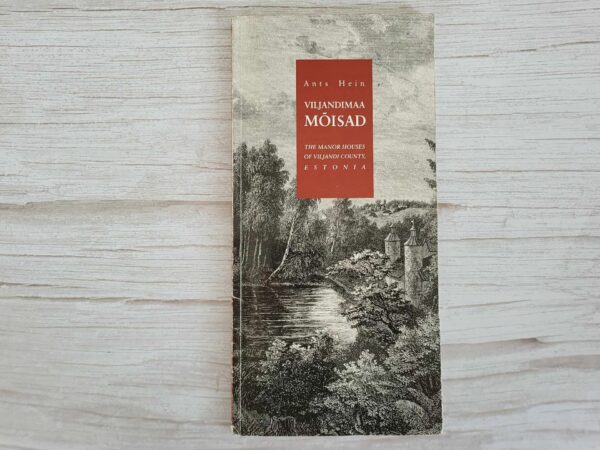 Ants Hein
VILJANDIMAA
MÕISAD
THE MANOR HOUSES
OF VILJANDI COUNTY,
ESTONIA